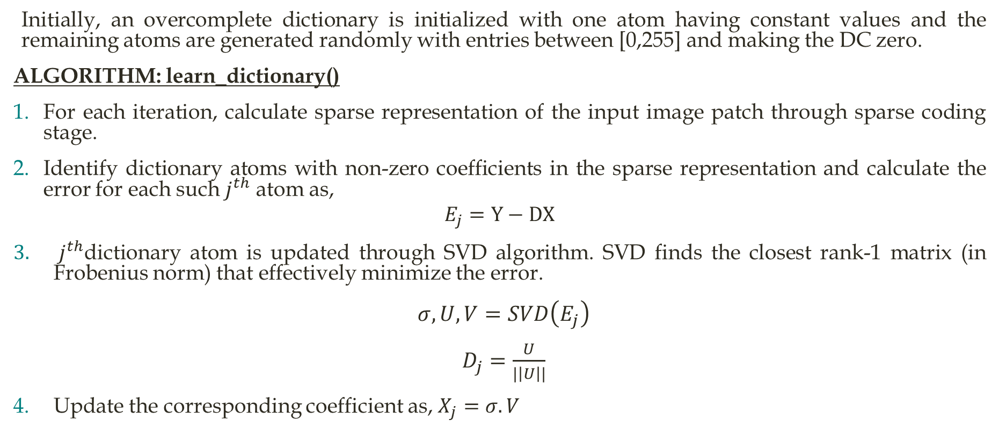 Initially, an overcomplete dictionary is initialized with one atom having constant values and the
remaining atoms are generated randomly with entries between [0,255] and making the DC zero.
ALGORITHM: learn_dictionary()
1. For each iteration, calculate sparse representation of the input image patch through sparse coding
stage.
2. Identify dictionary atoms with non-zero coefficients in the sparse representation and calculate the
error for each such j^{th} atom as,
E_j = Y − DX
3. j^{th} dictionary atom is updated through SVD algorithm. SVD finds the closest rank-1 matrix (in
Frobenius norm) that effectively minimize the error.
σ, U, V = SVD(E_j)
D_j = U / ||U||
4. Update the corresponding coefficient as, X_j = σ.V